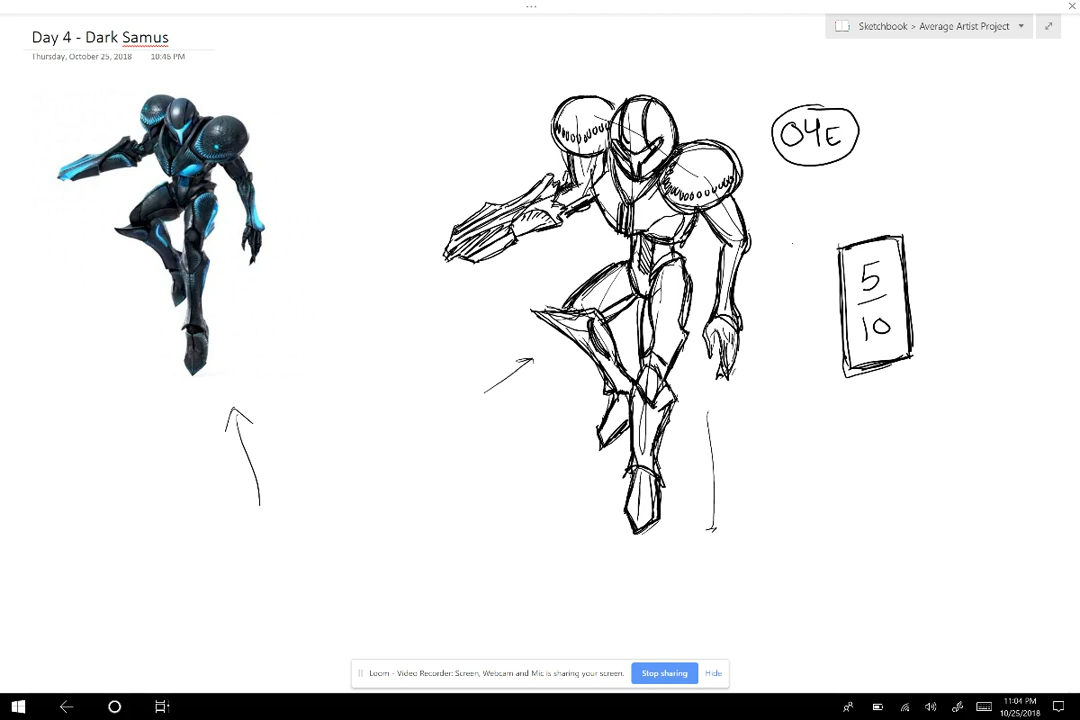 Day 4 - Dark Samus
Thursday, October 25, 2018 10:45 PM
Sketchbook > Average Artist Project
04E
5
10
Loom - Video Recorder: Screen, Webcam and Mic is sharing your screen. Stop sharing Hide
11:04 PM
10/25/2018